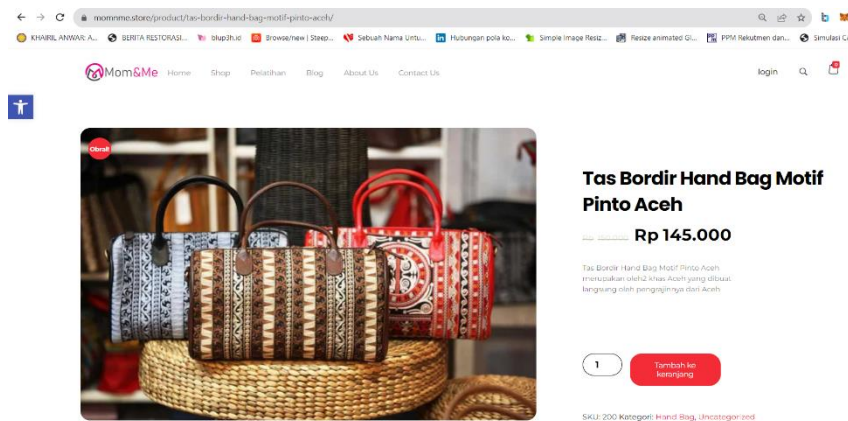 momnme.store/product/tas-bordir-hand-bag-motif-pinto-aceh/
KHAIRIL ANWAR: A... BERITA RESTORASI... blup3h.id Browse/new | Steep... Sebuah Nama Untu... Hubungan pola ko... Simple Image Resiz... Resize animated Gi... PPM Rekutmen dan... Simulasi
Mom&Me Home Shop Pelatihan Blog About Us Contact Us login
Obral!
Tas Bordir Hand Bag Motif
Pinto Aceh
Rp 145.000
Tas Bordir Hand Bag Motif Pinto Aceh
merupakan oleh2 khas Aceh yang dibuat
langsung oleh pengrajinnya dari Aceh
1 Tambah ke
keranjang
SKU: 200 Kategori: Hand Bag, Uncategorized